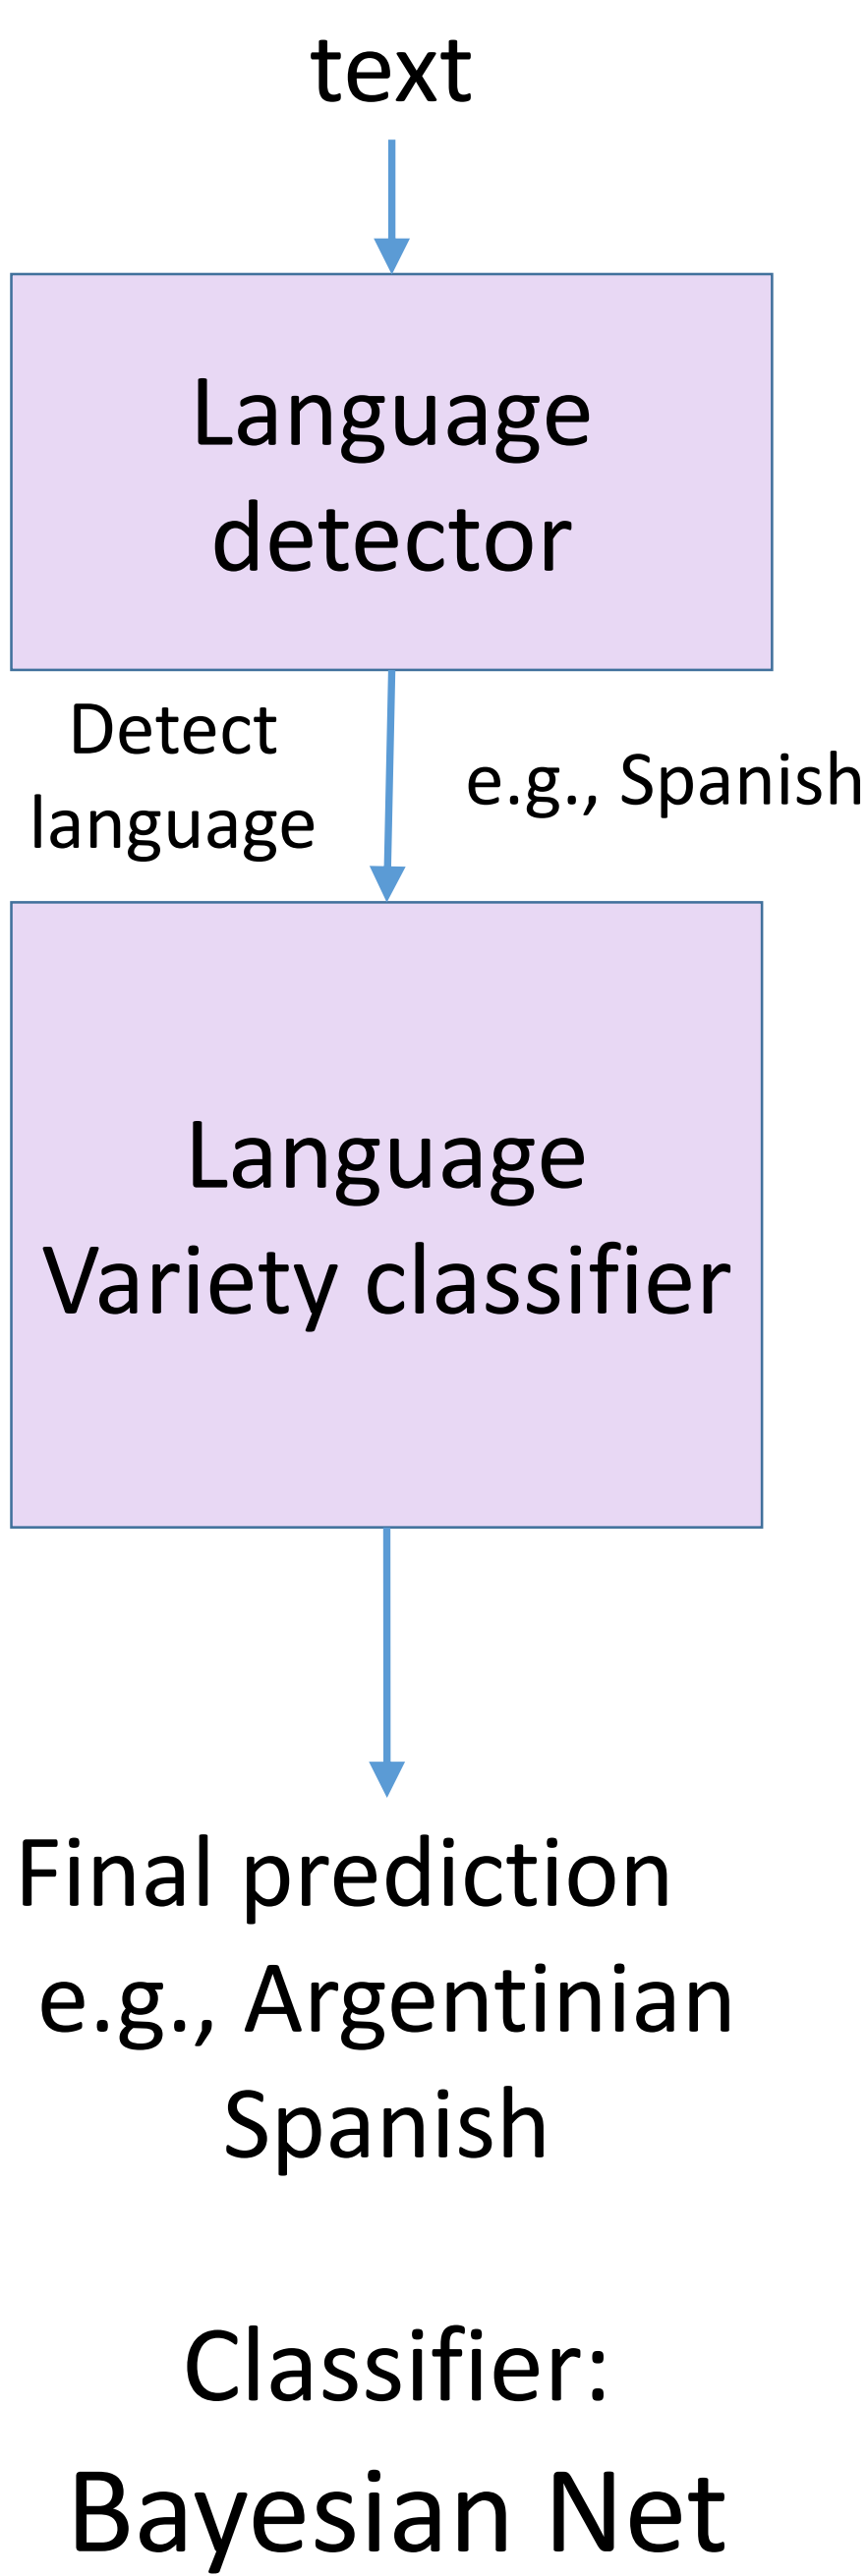 text
Language
detector
Detect
language
e.g., Spanish
Language
Variety classifier
Final prediction
e.g., Argentinian
Spanish
Classifier:
Bayesian Net